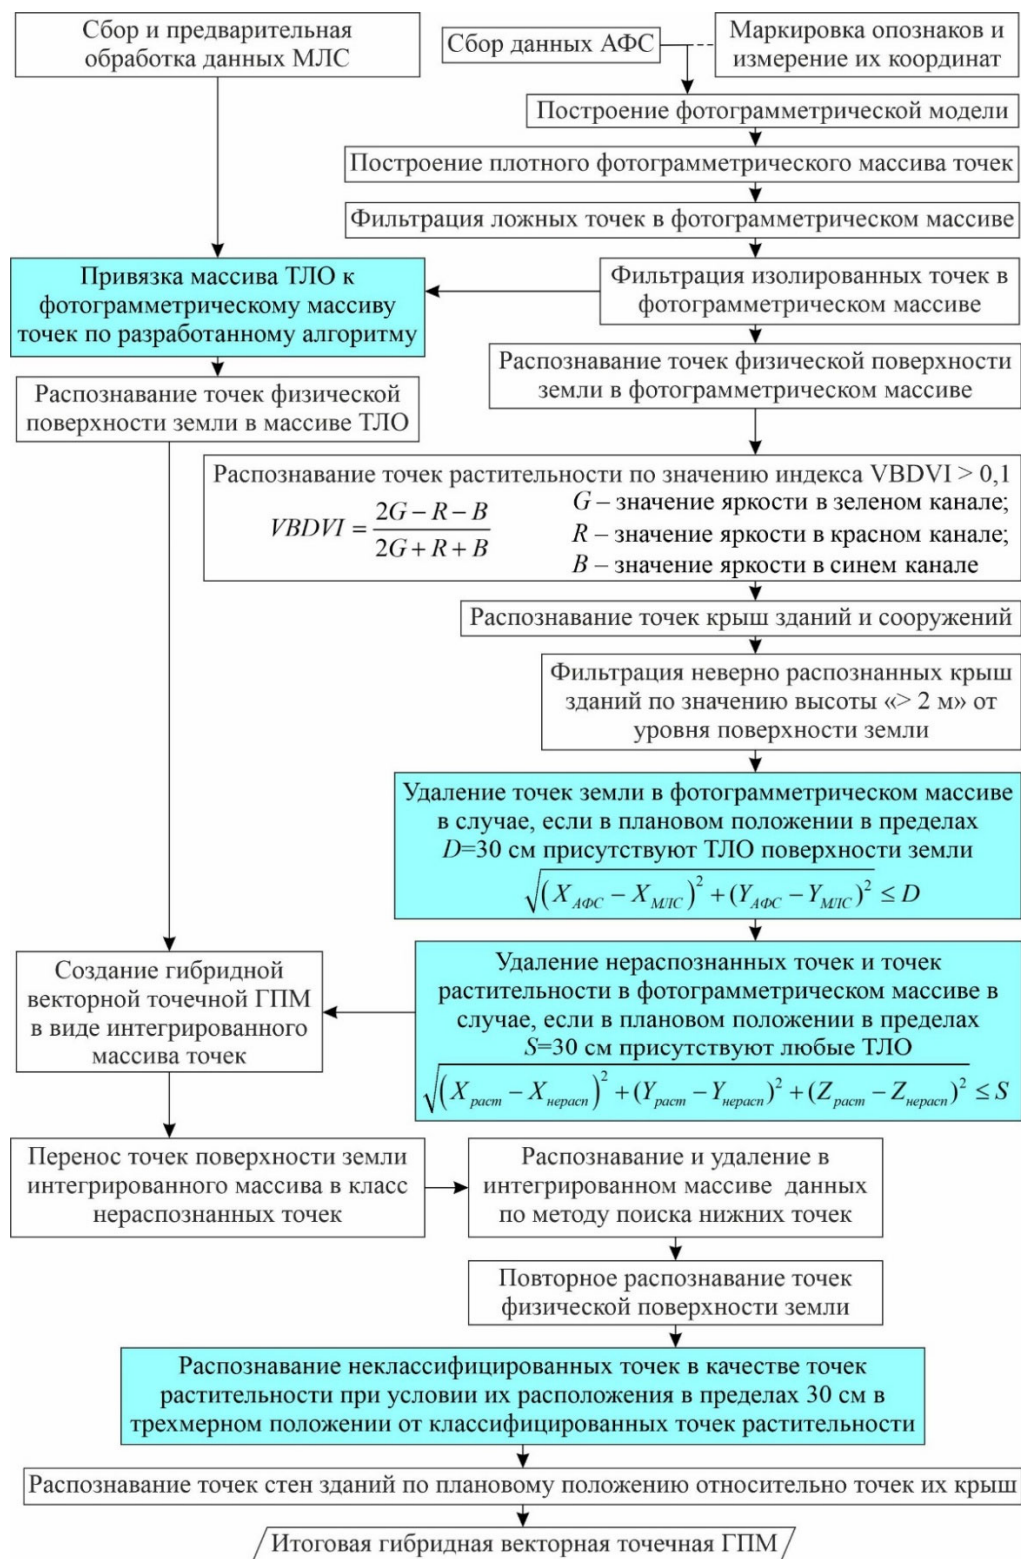 Сбор и предварительная
обработка данных МЛС
Сбор данных АФС
Маркировка опознаков и
измерение их координат
Построение фотограмметрической модели
Построение плотного фотограмметрического массива точек
Фильтрация ложных точек в фотограмметрическом массиве
Привязка массива ТЛО к
фотограмметрическому массиву
точек по разработанному алгоритму
Фильтрация изолированных точек в
фотограмметрическом массиве
Распознавание точек физической
поверхности земли в массиве ТЛО
Распознавание точек физической поверхности
земли в фотограмметрическом массиве
Распознавание точек растительности по значению индекса VBDVI > 0,1
VBDVI = (2G − R − B) / (2G + R + B)
G – значение яркости в зеленом канале;
R – значение яркости в красном канале;
B – значение яркости в синем канале
Распознавание точек крыш зданий и сооружений
Фильтрация неверно распознанных крыш
зданий по значению высоты «> 2 м» от
уровня поверхности земли
Удаление точек земли в фотограмметрическом массиве
в случае, если в плановом положении в пределах
D=30 см присутствуют ТЛО поверхности земли
√((X_АФС − X_МЛС)² + (Y_АФС − Y_МЛС)²) ≤ D
Создание гибридной
векторной точечной ГПМ
в виде интегрированного
массива точек
Удаление нераспознанных точек и точек
растительности в фотограмметрическом массиве в
случае, если в плановом положении в пределах
S=30 см присутствуют любые ТЛО
√((X_раст − X_нерасп)² + (Y_раст − Y_нерасп)² + (Z_раст − Z_нерасп)²) ≤ S
Перенос точек поверхности земли
интегрированного массива в класс
нераспознанных точек
Распознавание и удаление в
интегрированном массиве данных
по методу поиска нижних точек
Повторное распознавание точек
физической поверхности земли
Распознавание неклассифицированных точек в качестве точек
растительности при условии их расположения в пределах 30 см в
трехмерном положении от классифицированных точек растительности
Распознавание точек стен зданий по плановому положению относительно точек их крыш
Итоговая гибридная векторная точечная ГПМ